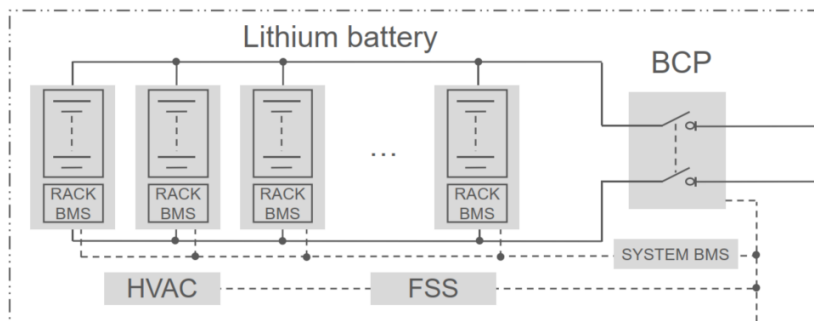 Lithium battery
BCP
RACK
BMS
RACK
BMS
RACK
BMS
...
RACK
BMS
SYSTEM BMS
HVAC
FSS